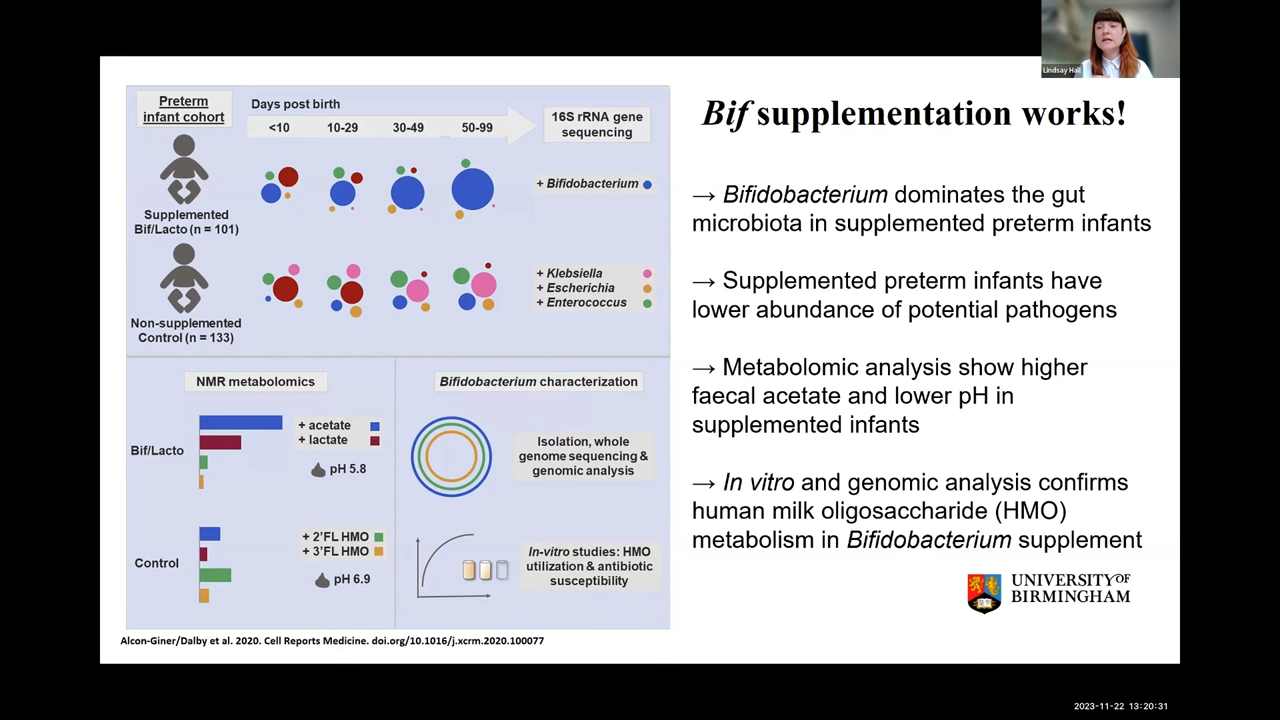 Lindsay Hall
Preterm
infant cohort
Days post birth
<10 10-29 30-49 50-99
16S rRNA gene
sequencing
Supplemented
Bif/Lacto (n = 101)
+ Bifidobacterium
Non-supplemented
Control (n = 133)
+ Klebsiella
+ Escherichia
+ Enterococcus
NMR metabolomics
Bif/Lacto
+ acetate
+ lactate
pH 5.8
Control
+ 2'FL HMO
+ 3'FL HMO
pH 6.9
Bifidobacterium characterization
Isolation, whole
genome sequencing &
genomic analysis
In-vitro studies: HMO
utilization & antibiotic
susceptibility
Alcon-Giner/Dalby et al. 2020. Cell Reports Medicine. doi.org/10.1016/j.xcrm.2020.100077
Bif supplementation works!
→ Bifidobacterium dominates the gut
microbiota in supplemented preterm infants
→ Supplemented preterm infants have
lower abundance of potential pathogens
→ Metabolomic analysis show higher
faecal acetate and lower pH in
supplemented infants
→ In vitro and genomic analysis confirms
human milk oligosaccharide (HMO)
metabolism in Bifidobacterium supplement
UNIVERSITY OF
BIRMINGHAM
2023-11-22 13:20:31